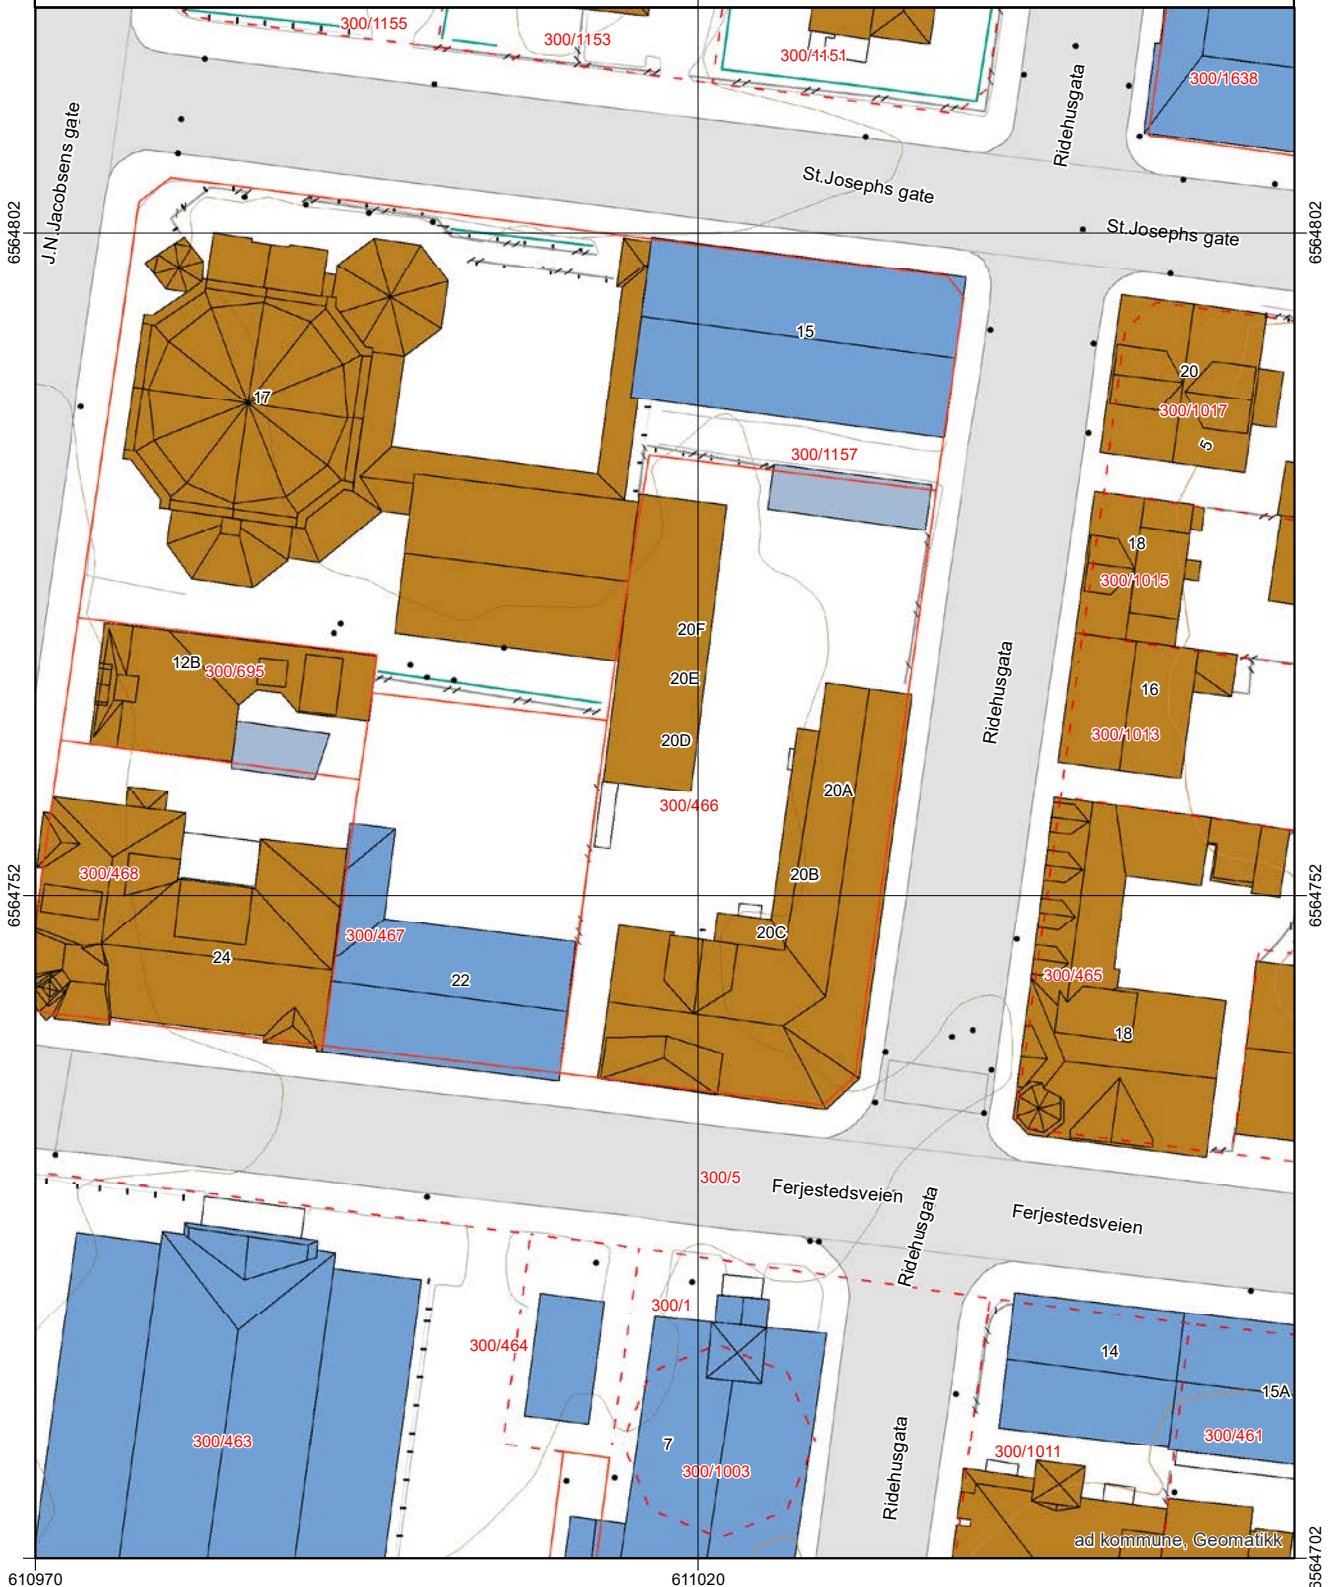 300/1155
300/1153
300/1151
300/1638
J.N.Jacobsens gate
Ridehusgata
St.Josephs gate
St.Josephs gate
6564802
6564802
15
20
300/1017
5
17
300/1157
18
300/1015
20F
20E
20D
12B
300/695
Ridehusgata
16
300/1013
20A
300/466
20B
300/468
6564752
6564752
20C
300/467
24
22
300/465
18
300/5
Ferjestedsveien
Ferjestedsveien
Ridehusgata
300/1
300/464
14
15A
300/463
7
300/1003
300/461
300/1011
Ridehusgata
ad kommune, Geomatikk
6564702
610970
611020